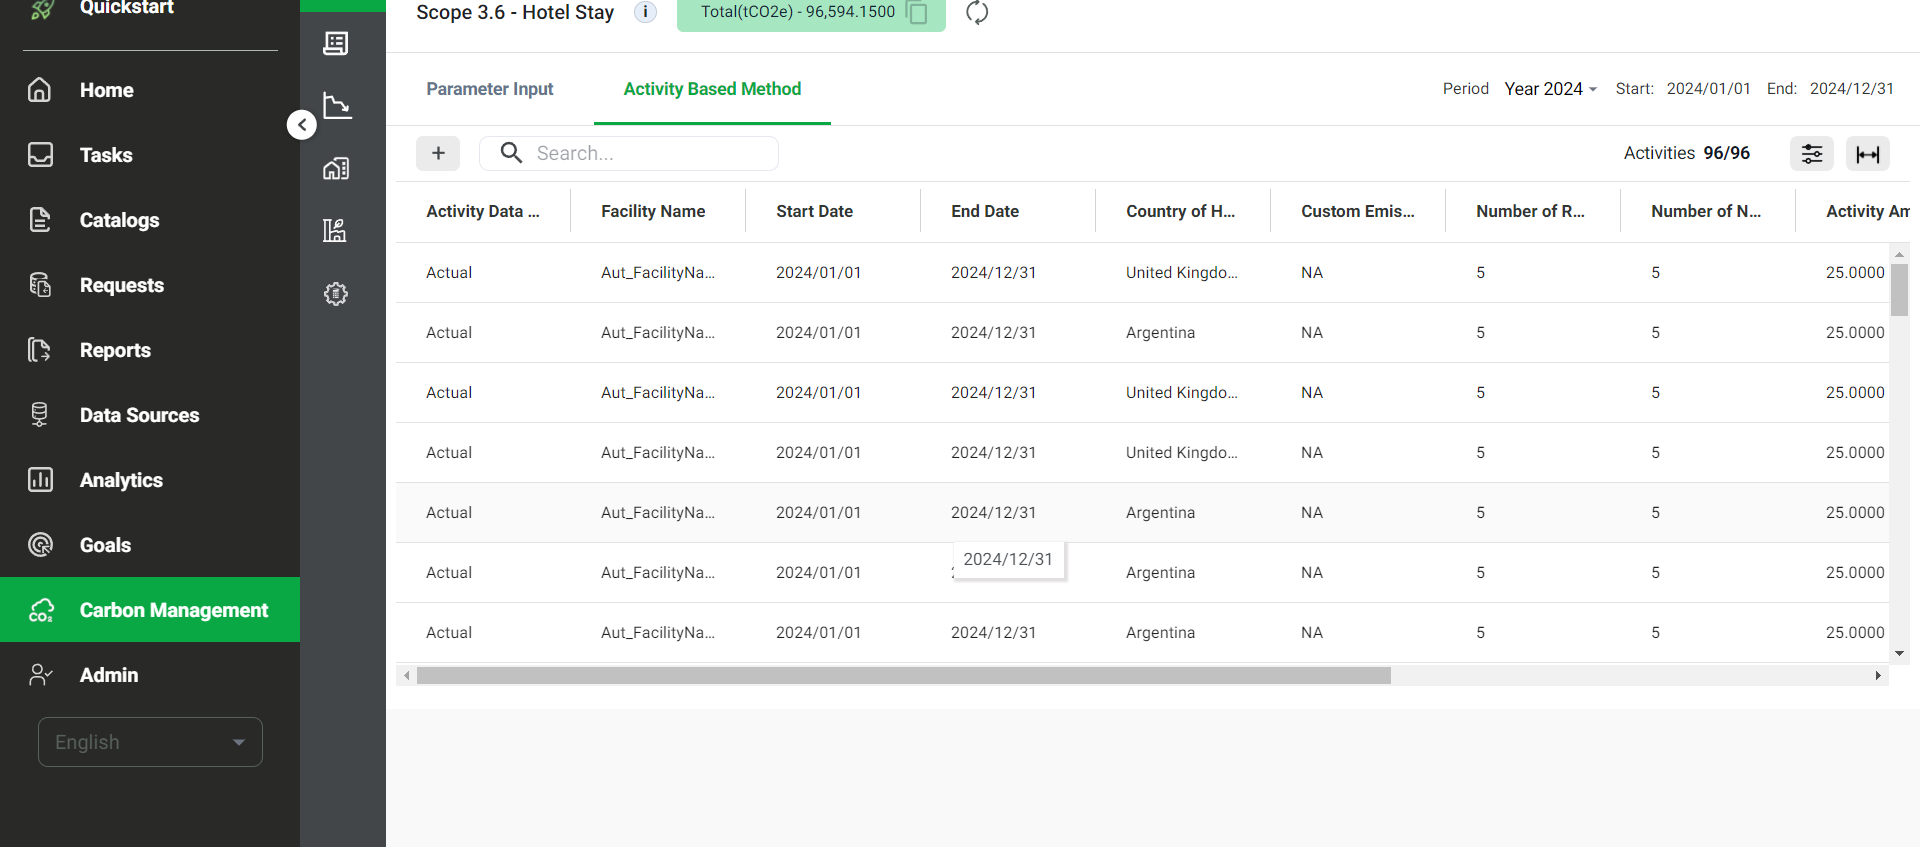 Quickstart
Home
Tasks
Catalogs
Requests
Reports
Data Sources
Analytics
Goals
Carbon Management
Admin
English
Scope 3.6 - Hotel Stay i Total(tCO2e) - 96,594.1500
Parameter Input Activity Based Method Period Year 2024 Start: 2024/01/01 End: 2024/12/31
+ Search... Activities 96/96
Activity Data ... Facility Name Start Date End Date Country of H... Custom Emis... Number of R... Number of N... Activity Am
Actual Aut_FacilityNa... 2024/01/01 2024/12/31 United Kingdo... NA 5 5 25.0000
Actual Aut_FacilityNa... 2024/01/01 2024/12/31 Argentina NA 5 5 25.0000
Actual Aut_FacilityNa... 2024/01/01 2024/12/31 United Kingdo... NA 5 5 25.0000
Actual Aut_FacilityNa... 2024/01/01 2024/12/31 United Kingdo... NA 5 5 25.0000
Actual Aut_FacilityNa... 2024/01/01 2024/12/31 Argentina NA 5 5 25.0000
2024/12/31
Actual Aut_FacilityNa... 2024/01/01 Argentina NA 5 5 25.0000
Actual Aut_FacilityNa... 2024/01/01 2024/12/31 Argentina NA 5 5 25.0000